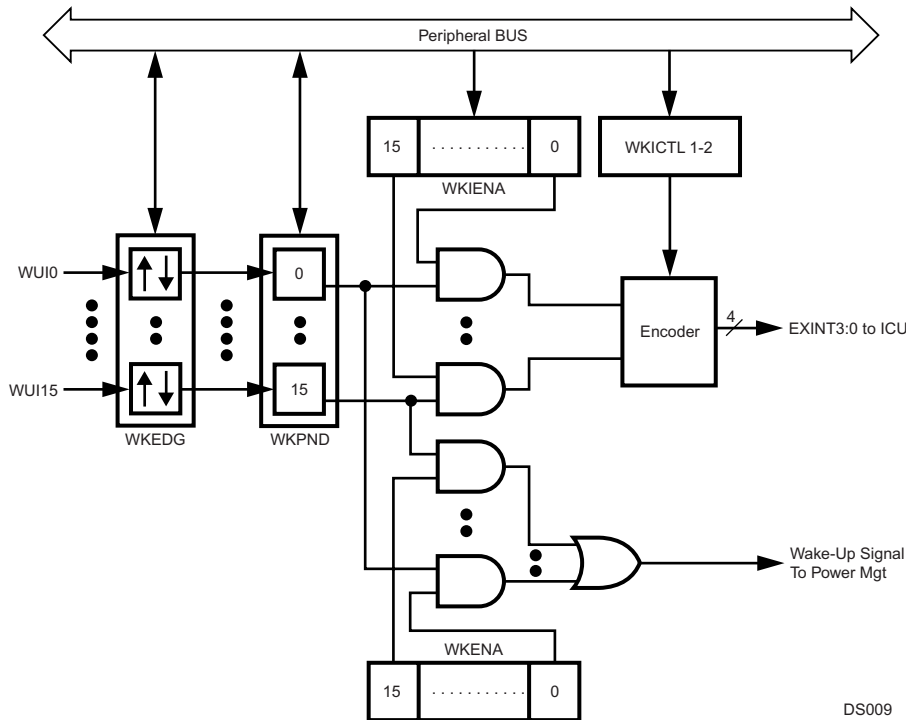 Peripheral BUS
15 . . . . . . . . . . . 0
WKIENA
WKICTL 1-2
WUI0
0
WUI15
15
WKEDG
WKPND
Encoder
4
EXINT3:0 to ICU
Wake-Up Signal
To Power Mgt
WKENA
15 . . . . . . . . . . . 0
DS009